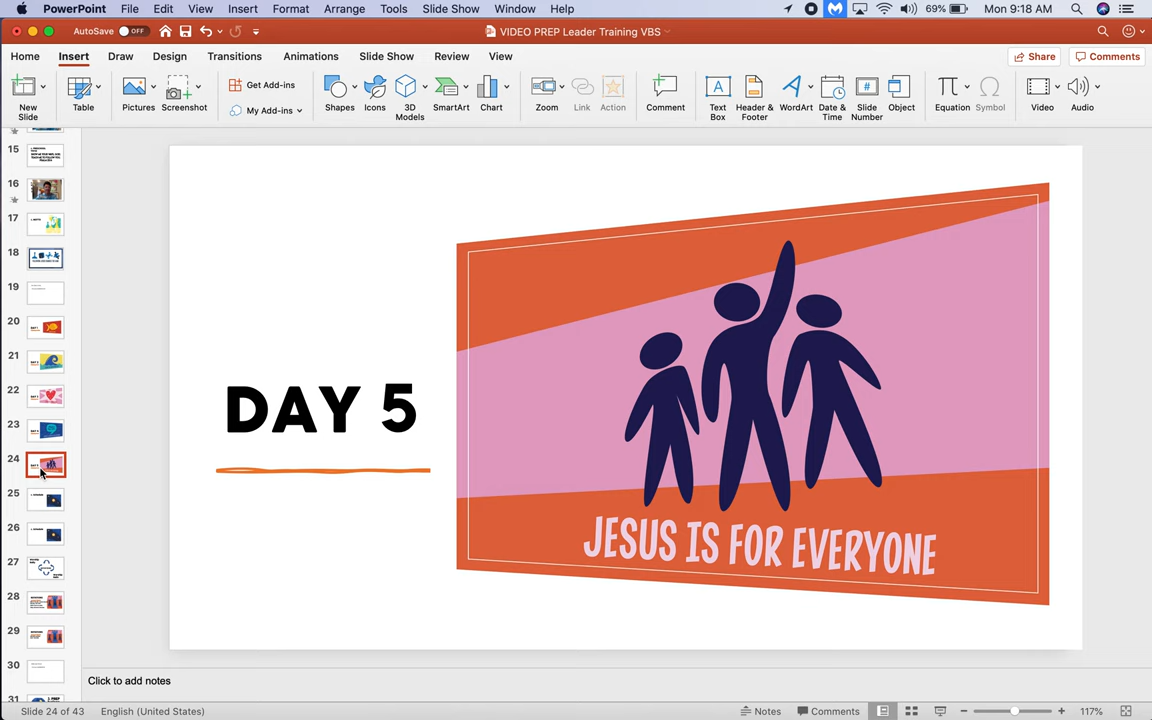 PowerPoint File Edit View Insert Format Arrange Tools Slide Show Window Help 69% Mon 9:18 AM
AutoSave OFF VIDEO PREP Leader Training VBS
Home Insert Draw Design Transitions Animations Slide Show Review View Share Comments
New Slide Table Pictures Screenshot Get Add-ins My Add-ins Shapes Icons 3D Models SmartArt Chart Zoom Link Action Comment Text Box Header & Footer WordArt Date & Time Slide Number Object Equation Symbol Video Audio
15
16
17
18
19
20
21
22
23
24
25
26
27
28
29
30
31
DAY 5
JESUS IS FOR EVERYONE
Click to add notes
Slide 24 of 43 English (United States) Notes Comments 117%